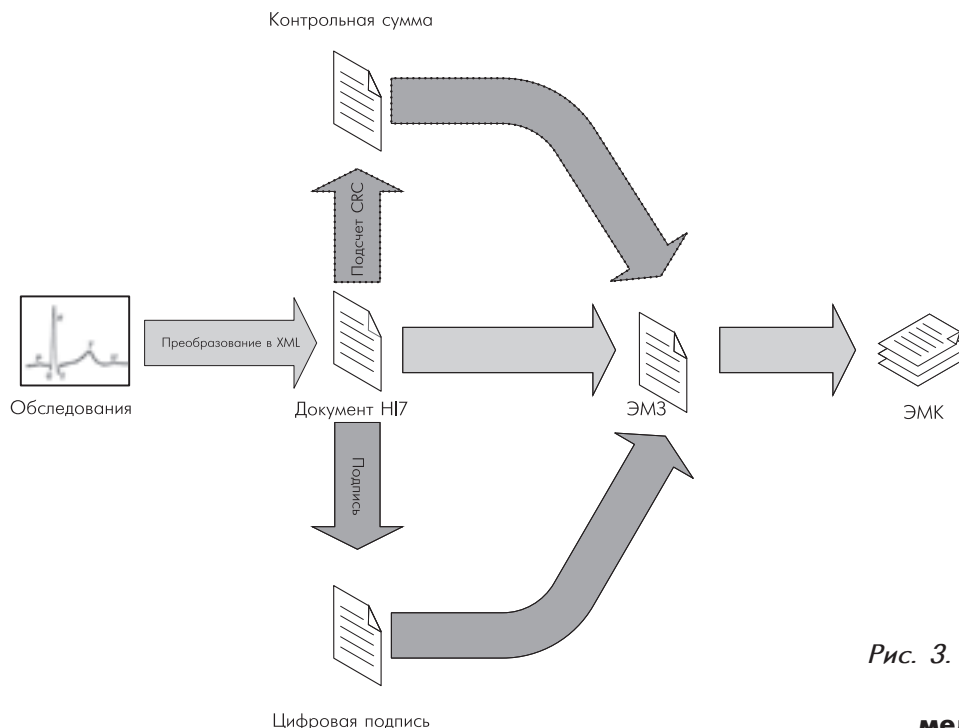 Контрольная сумма
Подсчет CRC
Преобразование в XML
Обследования
Документ Hl7
ЭМЗ
ЭМК
Подпись
Рис. 3.
Цифровая подпись